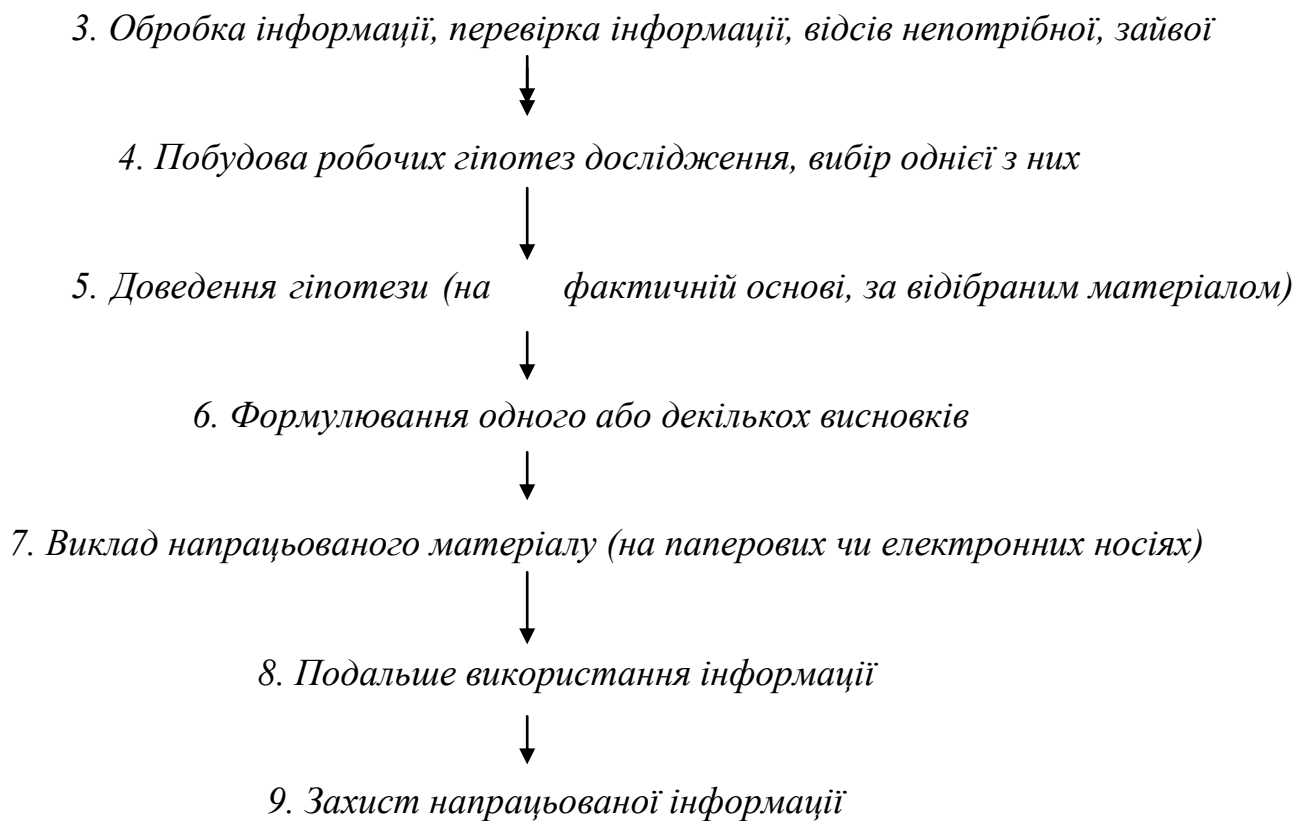 3. Обробка інформації, перевірка інформації, відсів непотрібної, зайвої
4. Побудова робочих гіпотез дослідження, вибір однієї з них
5. Доведення гіпотези (на фактичній основі, за відібраним матеріалом)
6. Формулювання одного або декількох висновків
7. Виклад напрацьованого матеріалу (на паперових чи електронних носіях)
8. Подальше використання інформації
9. Захист напрацьованої інформації